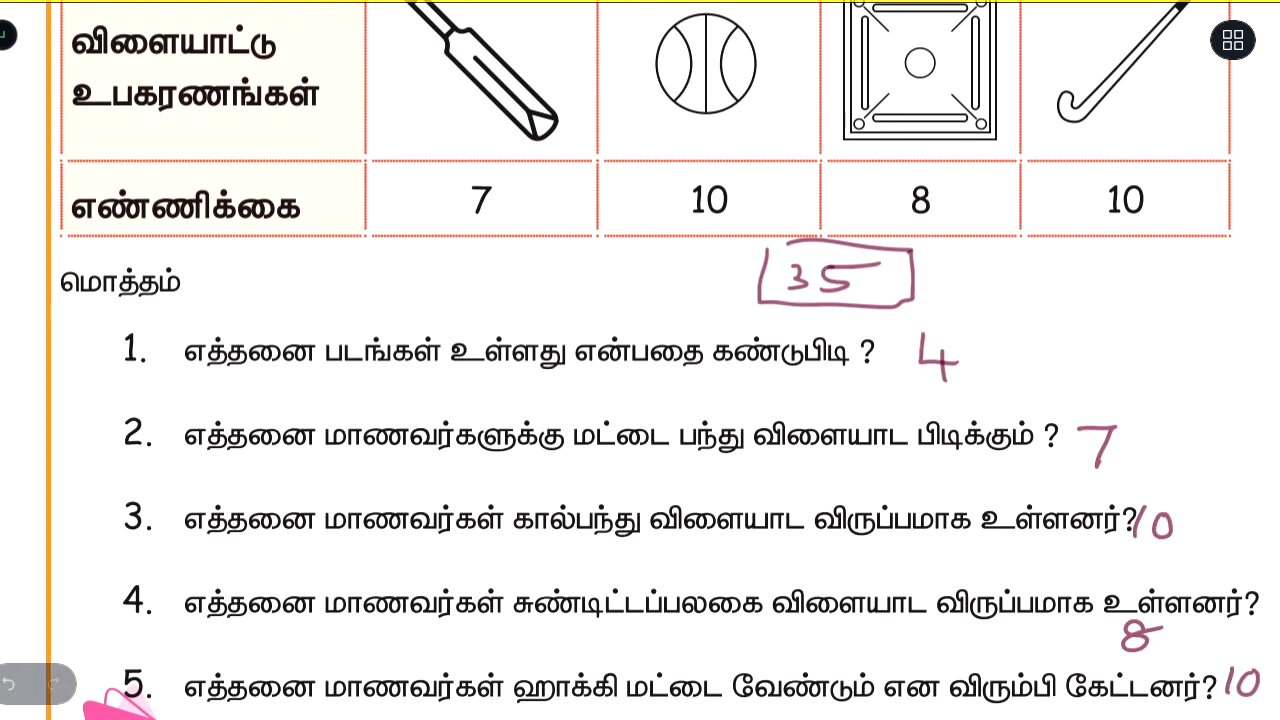 விளையாட்டு
உபகரணங்கள்
எண்ணிக்கை 7 10 8 10
மொத்தம் 35
1. எத்தனை படங்கள் உள்ளது என்பதை கண்டுபிடி ? 4
2. எத்தனை மாணவர்களுக்கு மட்டை பந்து விளையாட பிடிக்கும் ? 7
3. எத்தனை மாணவர்கள் கால்பந்து விளையாட விருப்பமாக உள்ளனர்? 10
4. எத்தனை மாணவர்கள் சுண்டிட்டப்பலகை விளையாட விருப்பமாக உள்ளனர்?
8
5. எத்தனை மாணவர்கள் ஹாக்கி மட்டை வேண்டும் என விரும்பி கேட்டனர்? 10